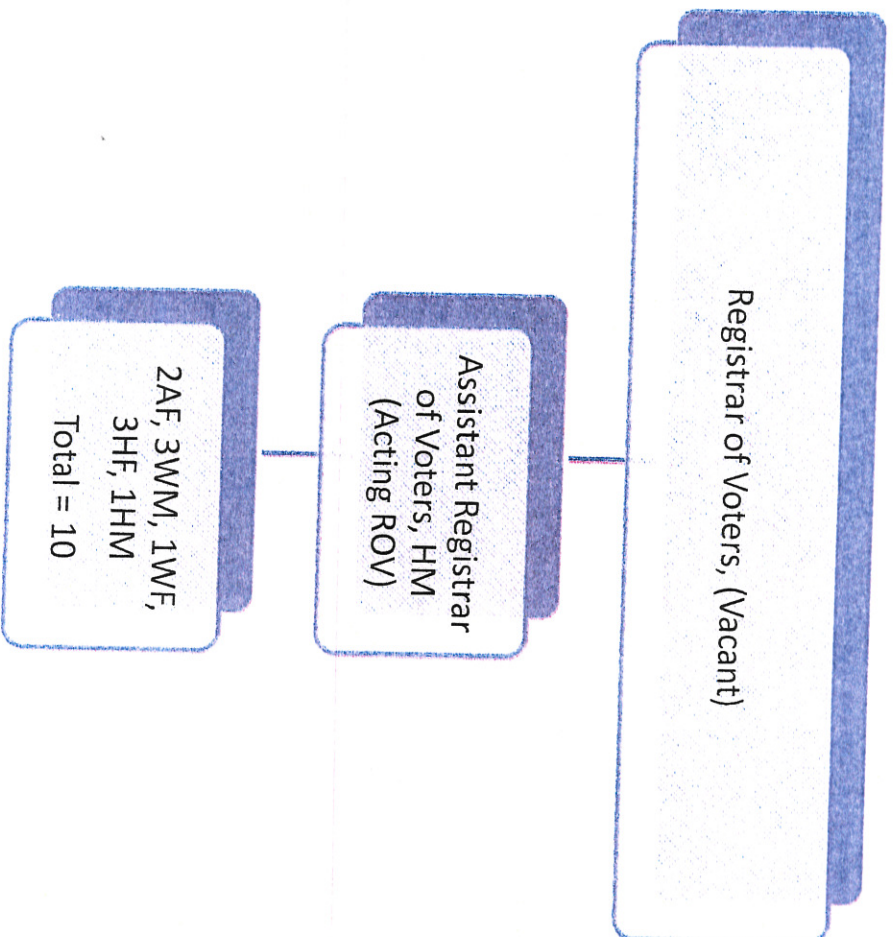 Registrar of Voters, (Vacant)
Assistant Registrar
of Voters, HM
(Acting ROV)
2AF, 3WM, 1WF,
3HF, 1HM
Total = 10